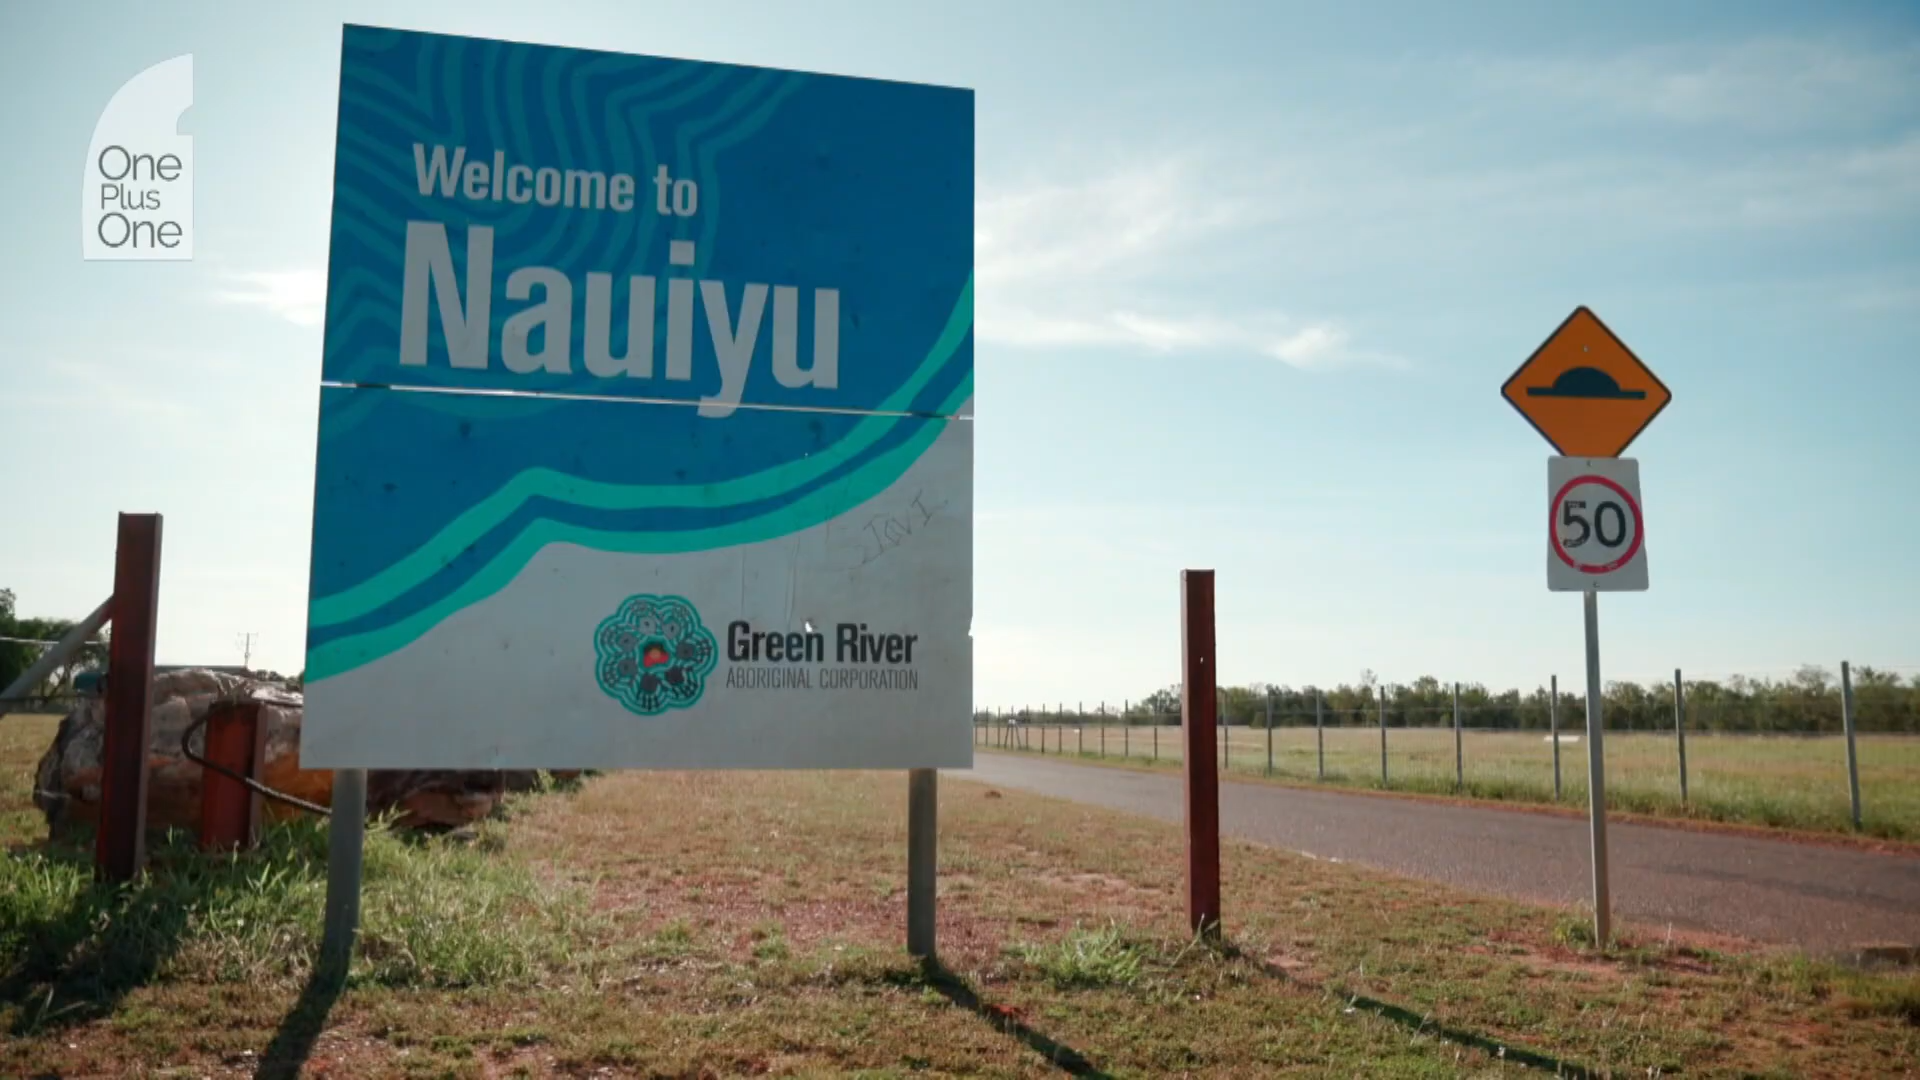 One
Plus
One
Welcome to
Nauiyu
Green River
ABORIGINAL CORPORATION
50